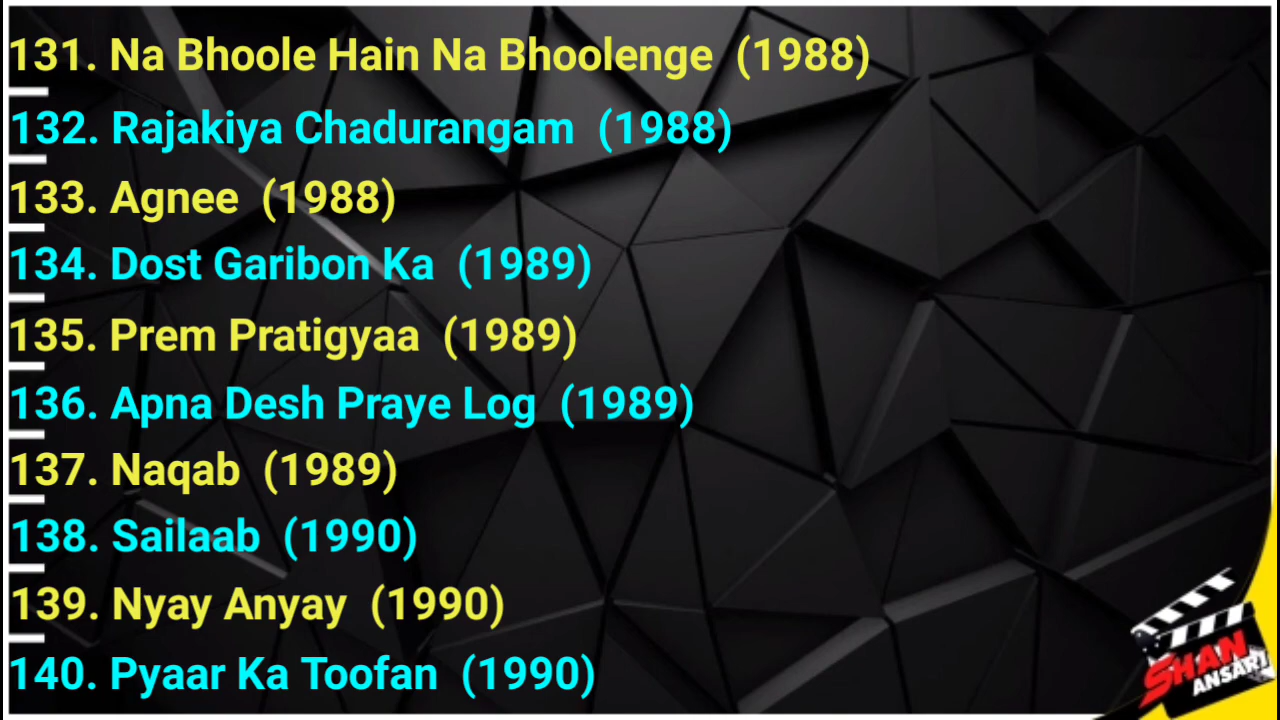 131. Na Bhoole Hain Na Bhoolenge (1988)
132. Rajakiya Chadurangam (1988)
133. Agnee (1988)
134. Dost Garibon Ka (1989)
135. Prem Pratigyaa (1989)
136. Apna Desh Praye Log (1989)
137. Naqab (1989)
138. Sailaab (1990)
139. Nyay Anyay (1990)
140. Pyaar Ka Toofan (1990)
SHAN
ANSARI